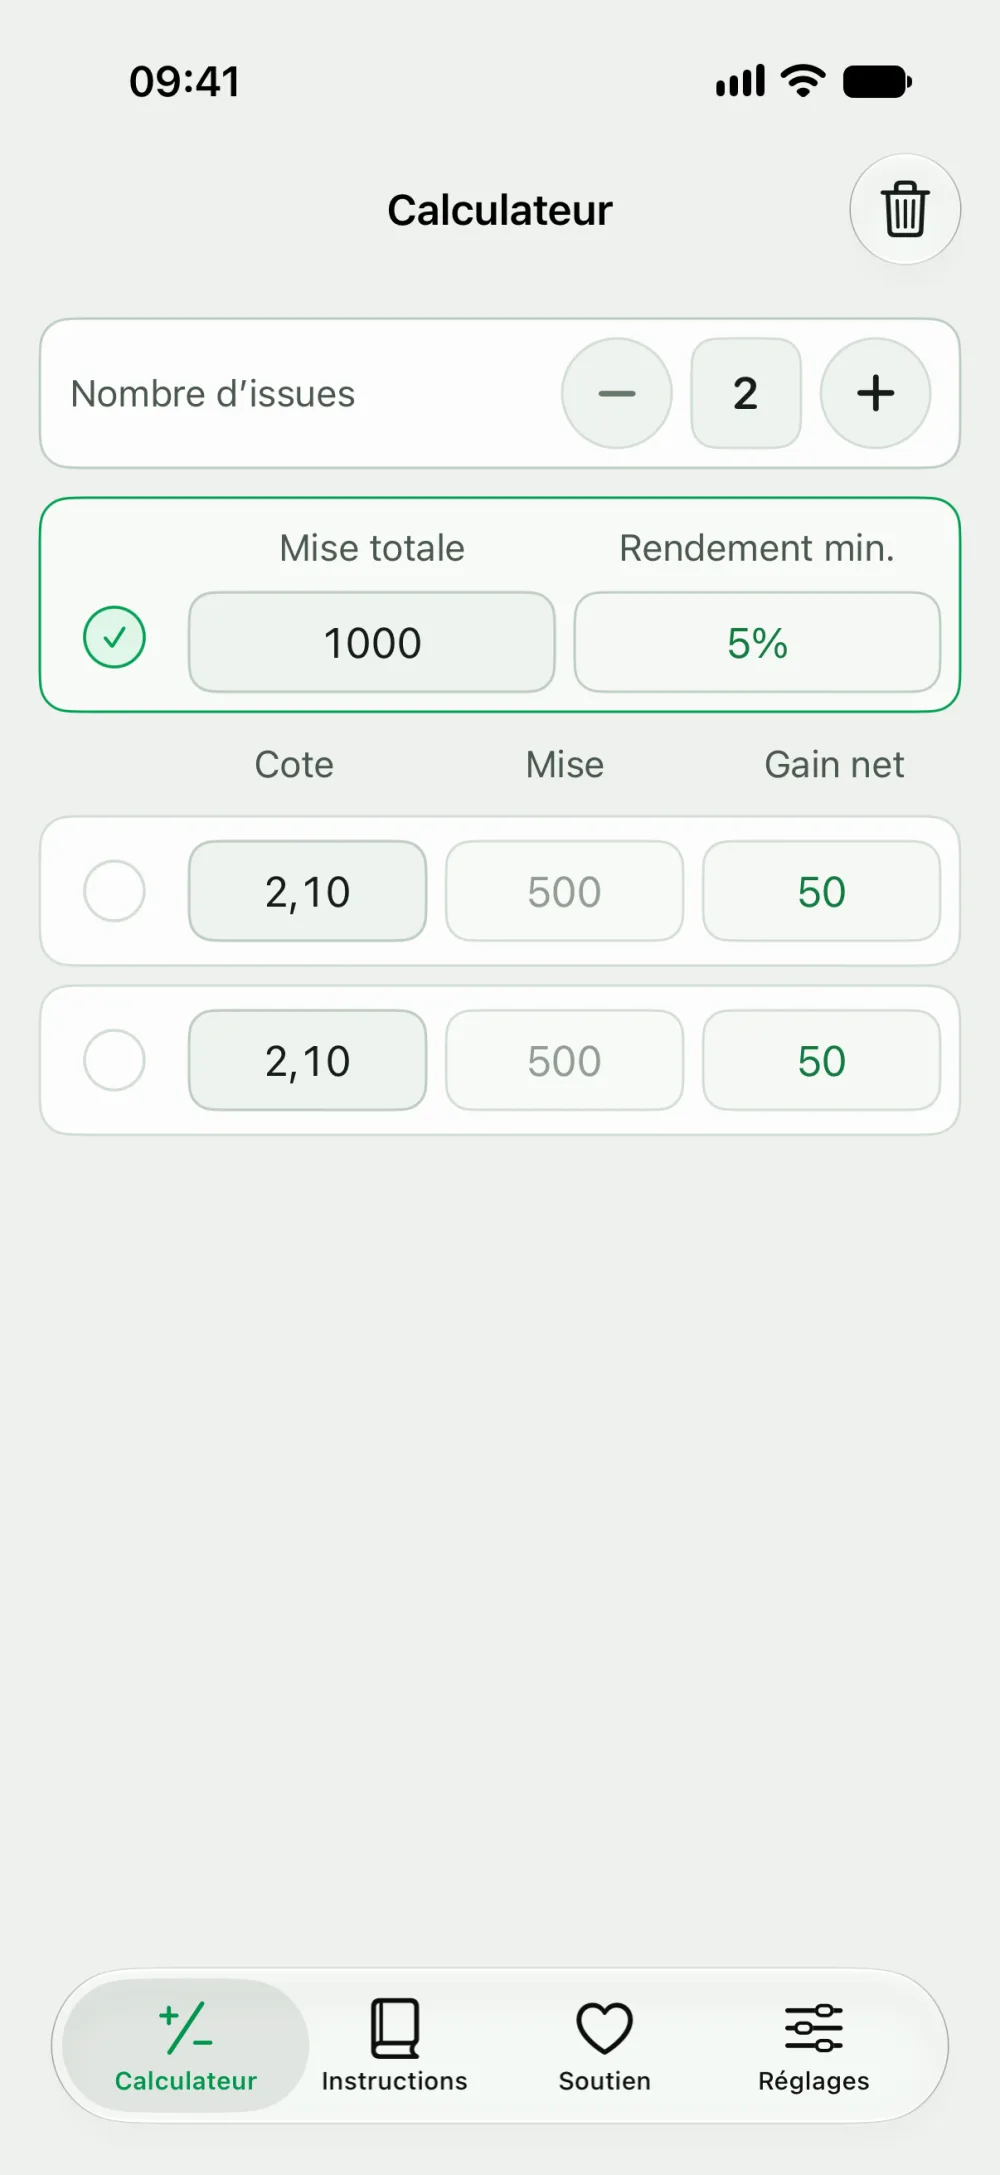 09:41
Calculateur
Nombre d’issues
2
Mise totale Rendement min.
1000 5%
Cote Mise Gain net
2,10 500 50
2,10 500 50
Calculateur Instructions Soutien Réglages